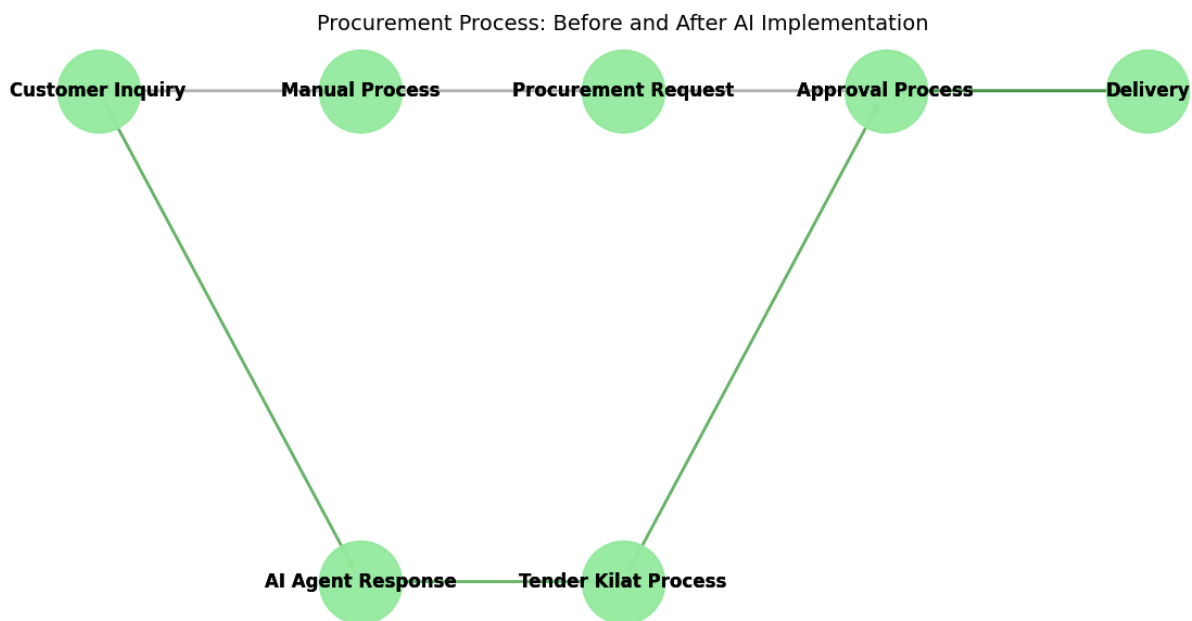 Procurement Process: Before and After AI Implementation
Customer Inquiry
Manual Process
Procurement Request
Approval Process
Delivery
AI Agent Response
Tender Kilat Process